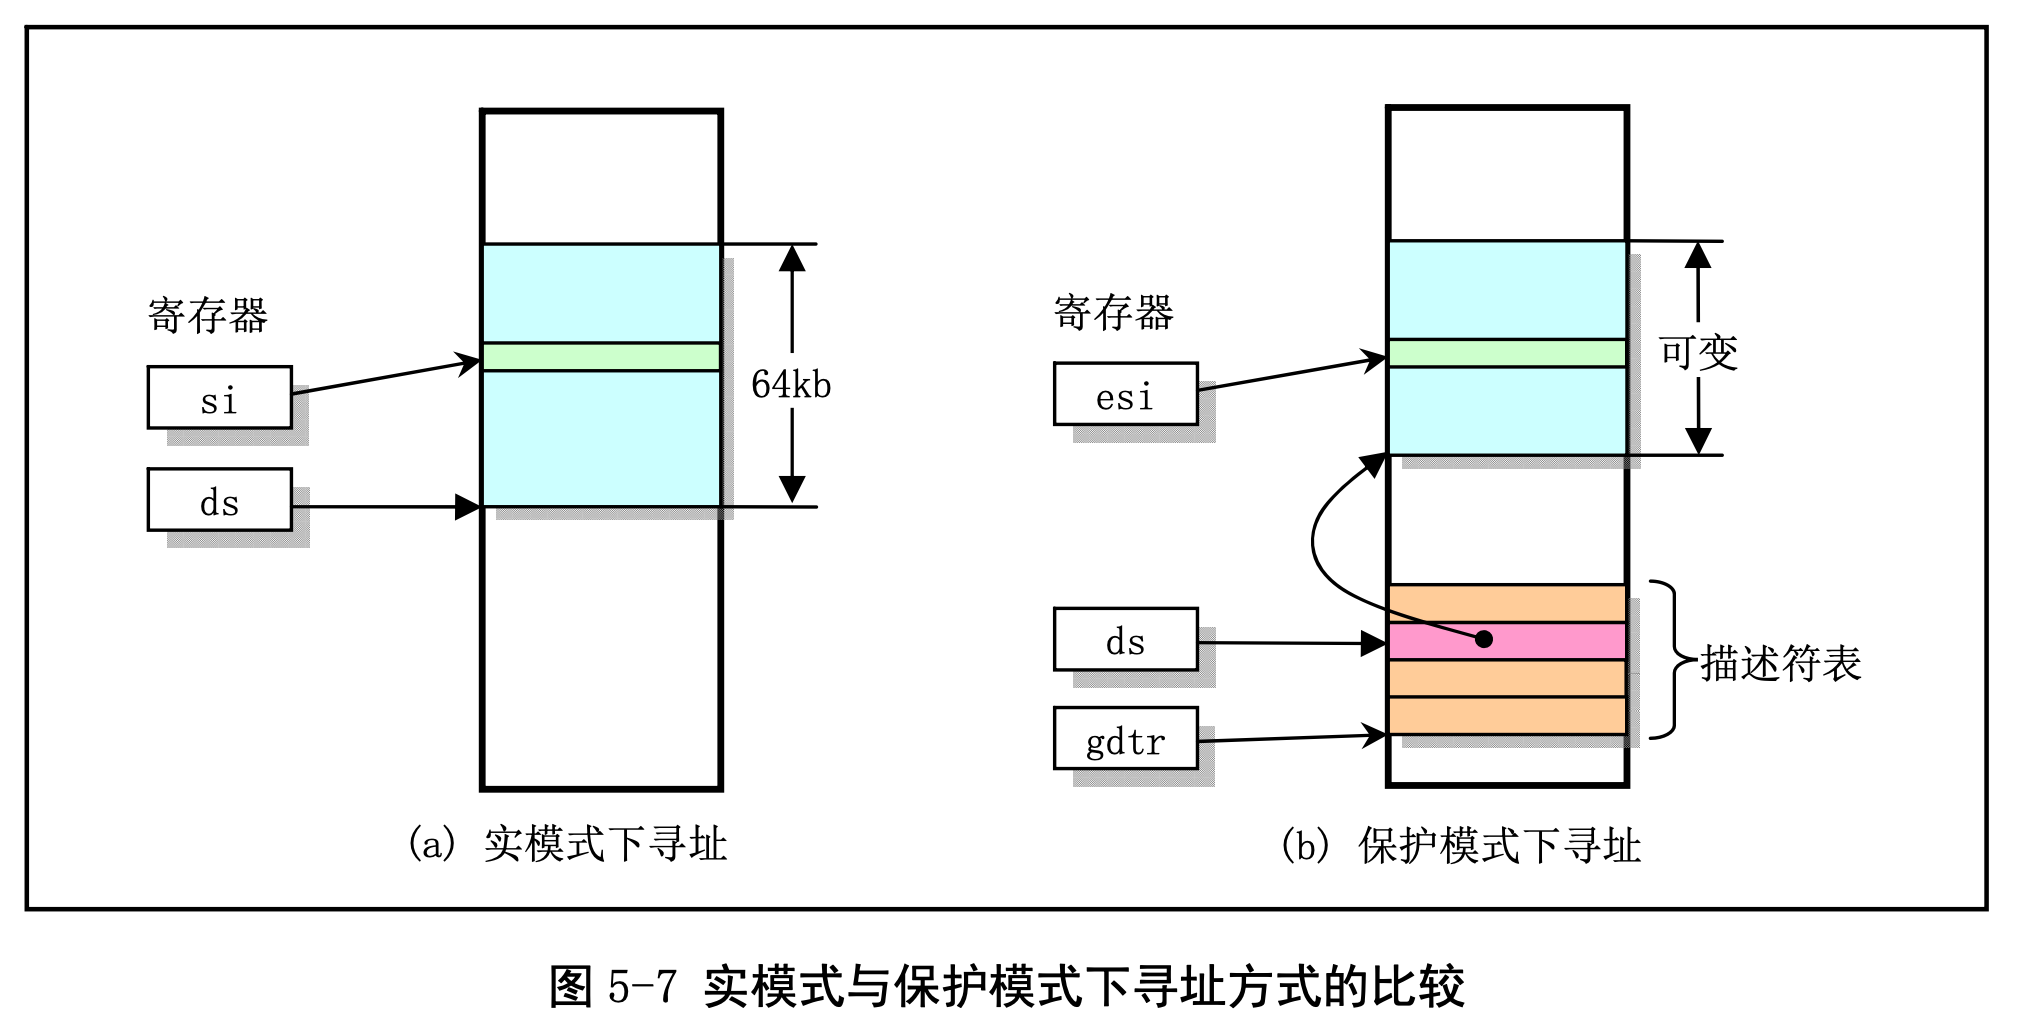 寄存器
si
ds
64kb
(a) 实模式下寻址
寄存器
esi
可变
ds
gdtr
描述符表
(b) 保护模式下寻址
图 5-7 实模式与保护模式下寻址方式的比较